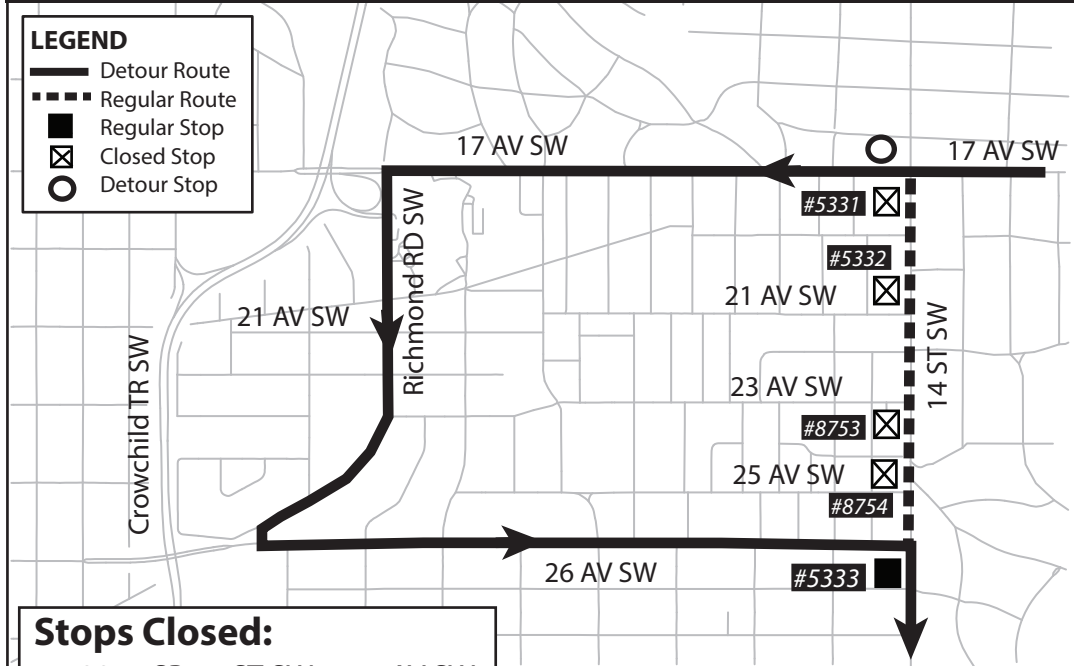 LEGEND
Detour Route
Regular Route
Regular Stop
Closed Stop
Detour Stop
17 AV SW
17 AV SW
#5331
#5332
21 AV SW
21 AV SW
Richmond RD SW
Crowchild TR SW
14 ST SW
23 AV SW
#8753
25 AV SW
#8754
26 AV SW
#5333
Stops Closed: